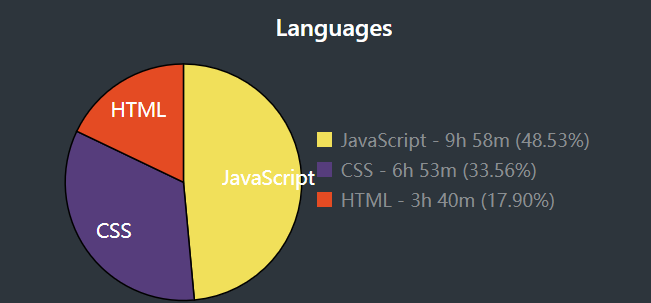 Languages
HTML
JavaScript
CSS
JavaScript - 9h 58m (48.53%)
CSS - 6h 53m (33.56%)
HTML - 3h 40m (17.90%)